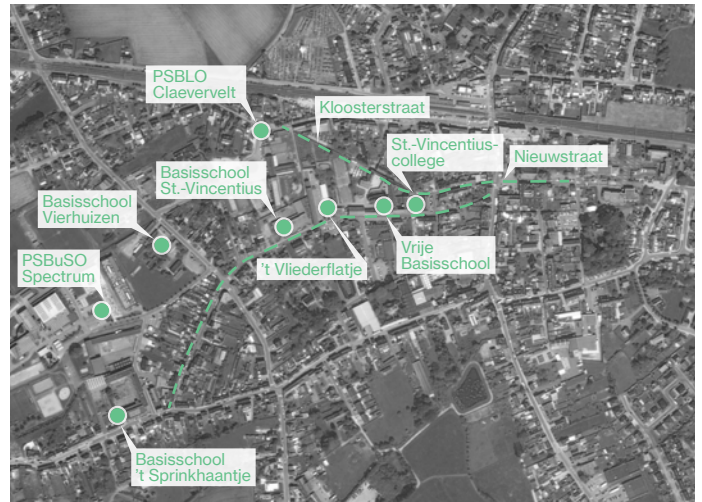 PSBLO
Claevervelt
Kloosterstraat
St.-Vincentius-
college
Nieuwstraat
Basisschool
St.-Vincentius
Basisschool
Vierhuizen
Vrije
Basisschool
't Vliederflatje
PSBuSO
Spectrum
Basisschool
't Sprinkhaantje